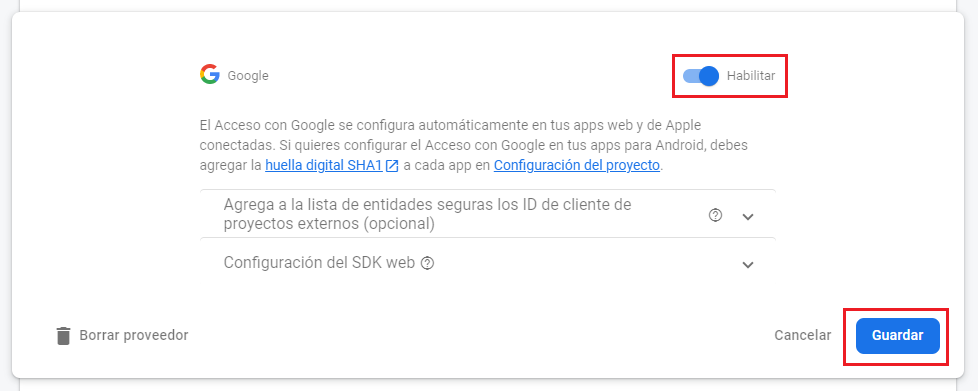 Google
Habilitar
El Acceso con Google se configura automáticamente en tus apps web y de Apple
conectadas. Si quieres configurar el Acceso con Google en tus apps para Android, debes
agregar la huella digital SHA1 a cada app en Configuración del proyecto.
Agrega a la lista de entidades seguras los ID de cliente de
proyectos externos (opcional)
Configuración del SDK web
Borrar proveedor
Cancelar
Guardar